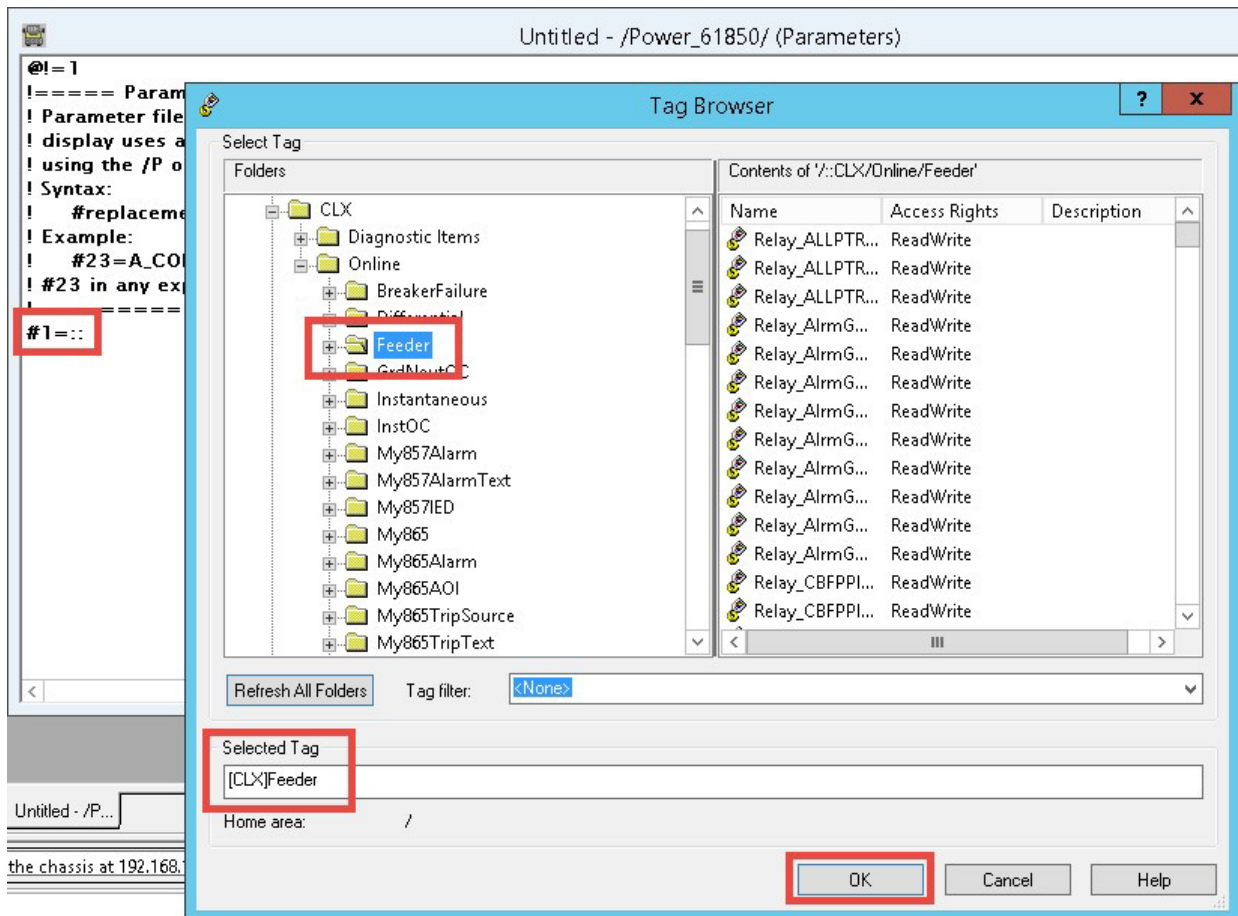 Untitled - /Power_61850/ (Parameters)
@!=1
!===== Param
! Parameter file
! display uses a
! using the /P o
! Syntax:
! #replaceme
! Example:
! #23=A_CO
! #23 in any ex
#1=::
Tag Browser
? x
Select Tag
Folders
CLX
Diagnostic Items
Online
BreakerFailure
Differential
Feeder
GrdNeutOC
Instantaneous
InstOC
My857Alarm
My857AlarmText
My857IED
My865
My865Alarm
My865AOI
My865TripSource
My865TripText
Contents of '/::CLX/Online/Feeder'
Name Access Rights Description
Relay_ALLPTR... ReadWrite
Relay_ALLPTR... ReadWrite
Relay_ALLPTR... ReadWrite
Relay_AlrmG... ReadWrite
Relay_AlrmG... ReadWrite
Relay_AlrmG... ReadWrite
Relay_AlrmG... ReadWrite
Relay_AlrmG... ReadWrite
Relay_AlrmG... ReadWrite
Relay_AlrmG... ReadWrite
Relay_AlrmG... ReadWrite
Relay_AlrmG... ReadWrite
Relay_CBFPPI... ReadWrite
Relay_CBFPPI... ReadWrite
Refresh All Folders Tag filter: <None>
Selected Tag
[CLX]Feeder
Home area: /
OK Cancel Help
Untitled - /P...
the chassis at 192.168.